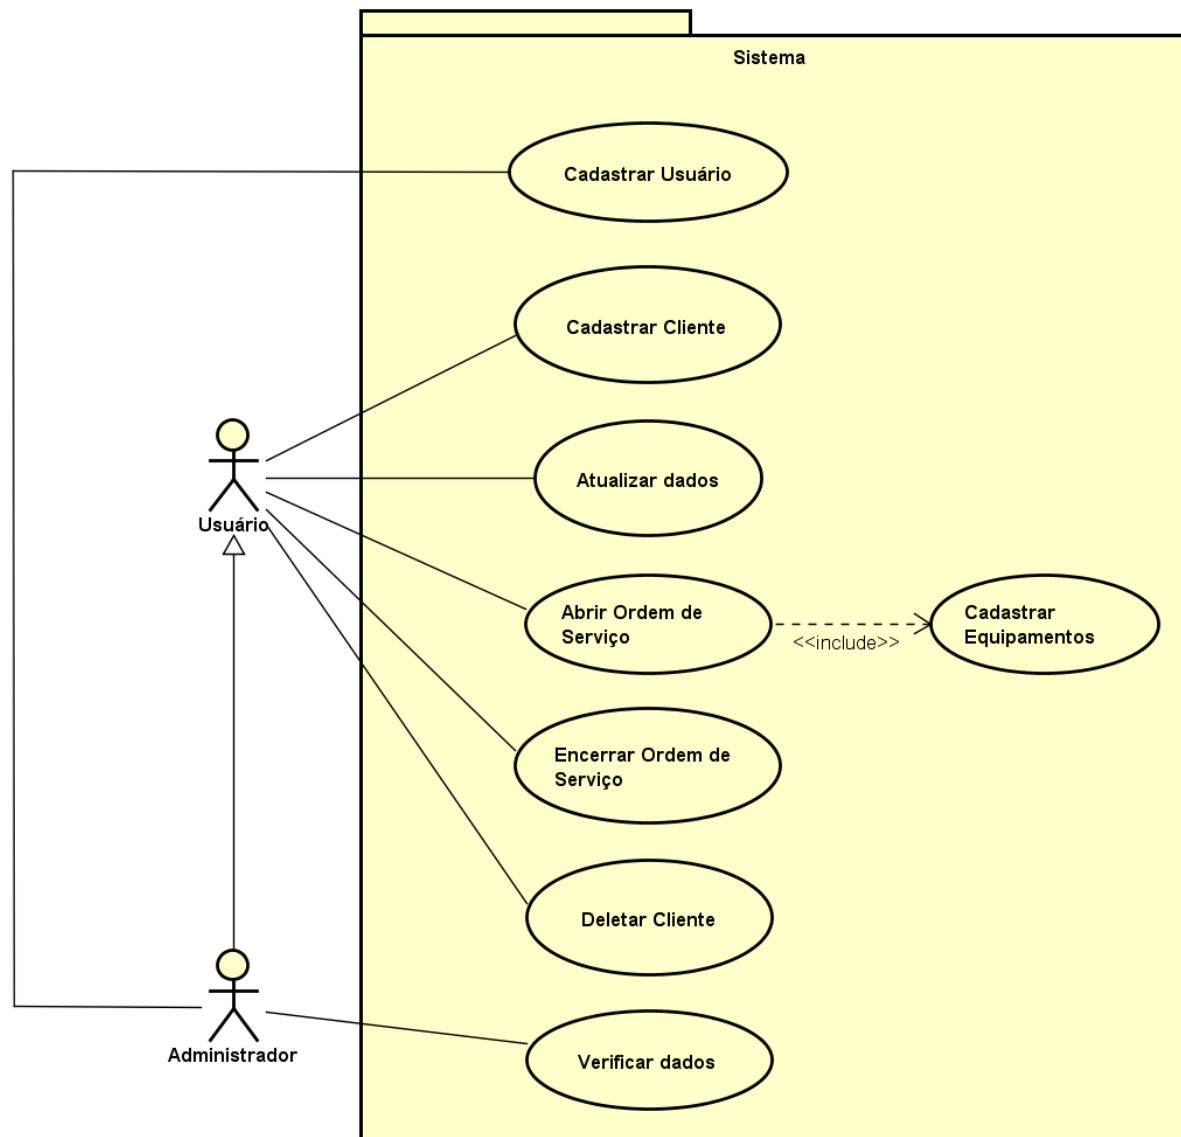 Sistema
Cadastrar Usuário
Cadastrar Cliente
Usuário
Atualizar dados
Abrir Ordem de
Serviço
<<include>>
Cadastrar
Equipamentos
Encerrar Ordem de
Serviço
Deletar Cliente
Administrador
Verificar dados